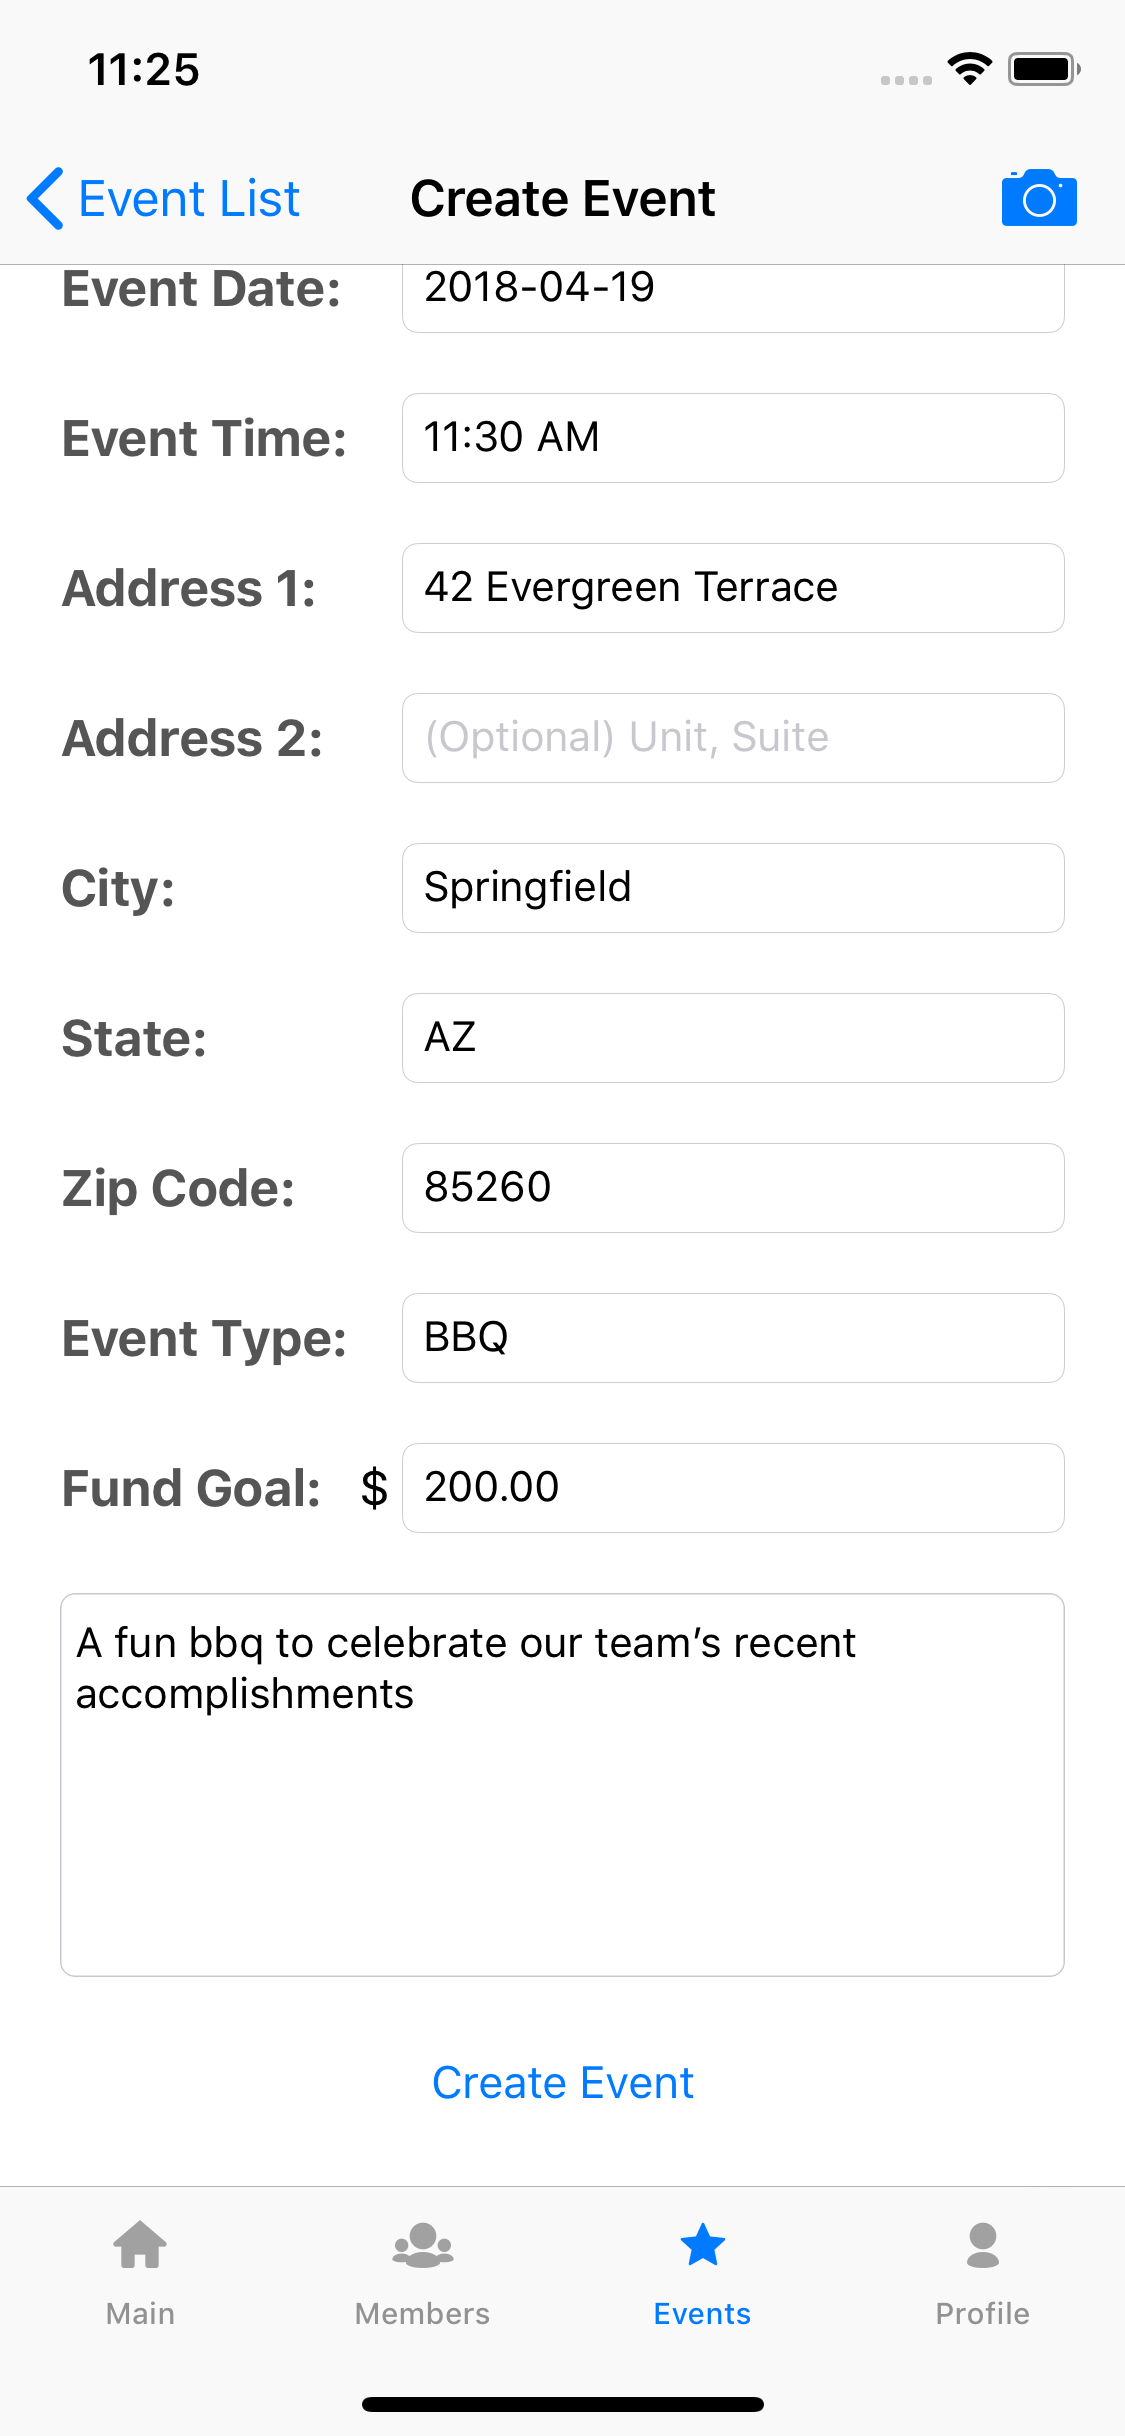 11:25
Event List
Create Event
Event Date: 2018-04-19
Event Time: 11:30 AM
Address 1: 42 Evergreen Terrace
Address 2: (Optional) Unit, Suite
City: Springfield
State: AZ
Zip Code: 85260
Event Type: BBQ
Fund Goal: $ 200.00
A fun bbq to celebrate our team’s recent
accomplishments
Create Event
Main
Members
Events
Profile